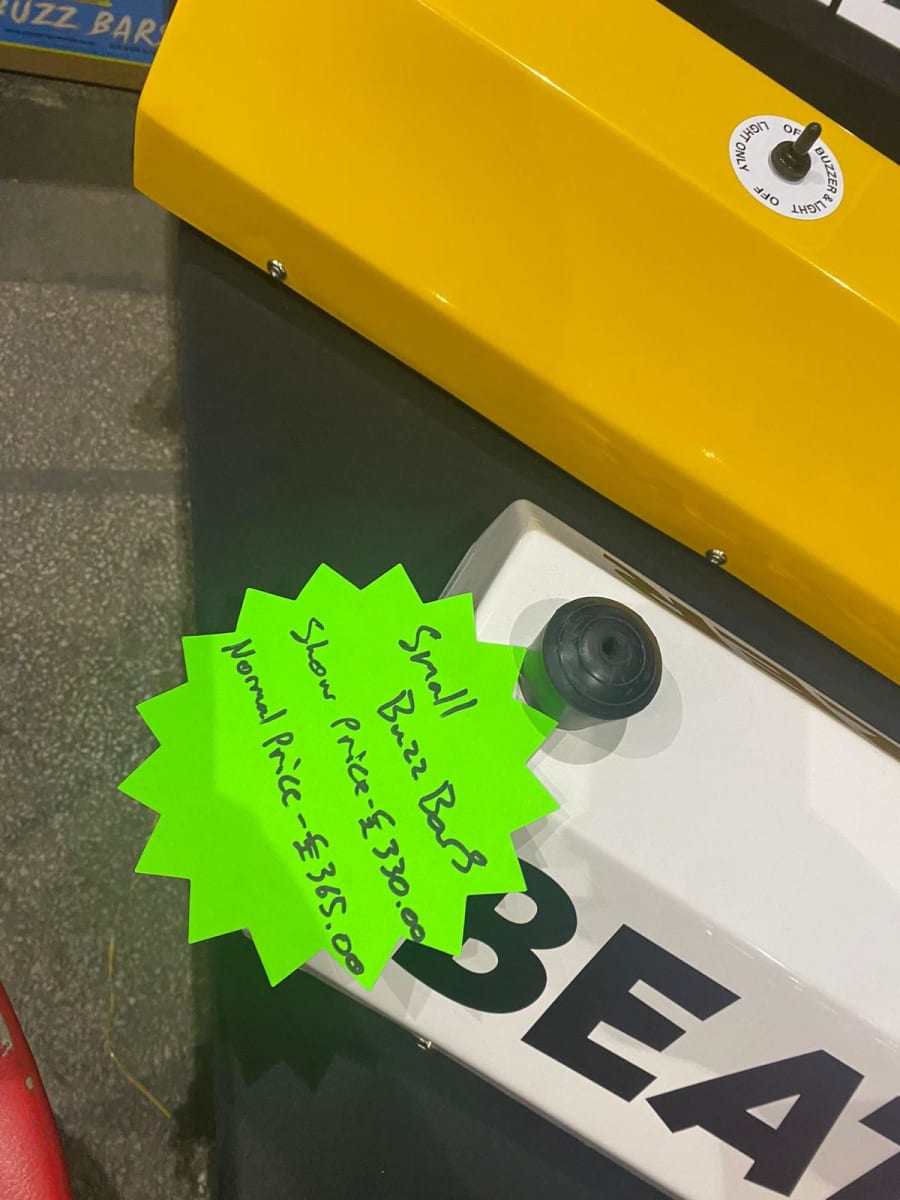 BUZZ BARS
OFF BUZZER & LIGHT OFF LIGHT ONLY
Small
Buzz Bars
Show Price - £330.00
Normal Price - £365.00
BEA